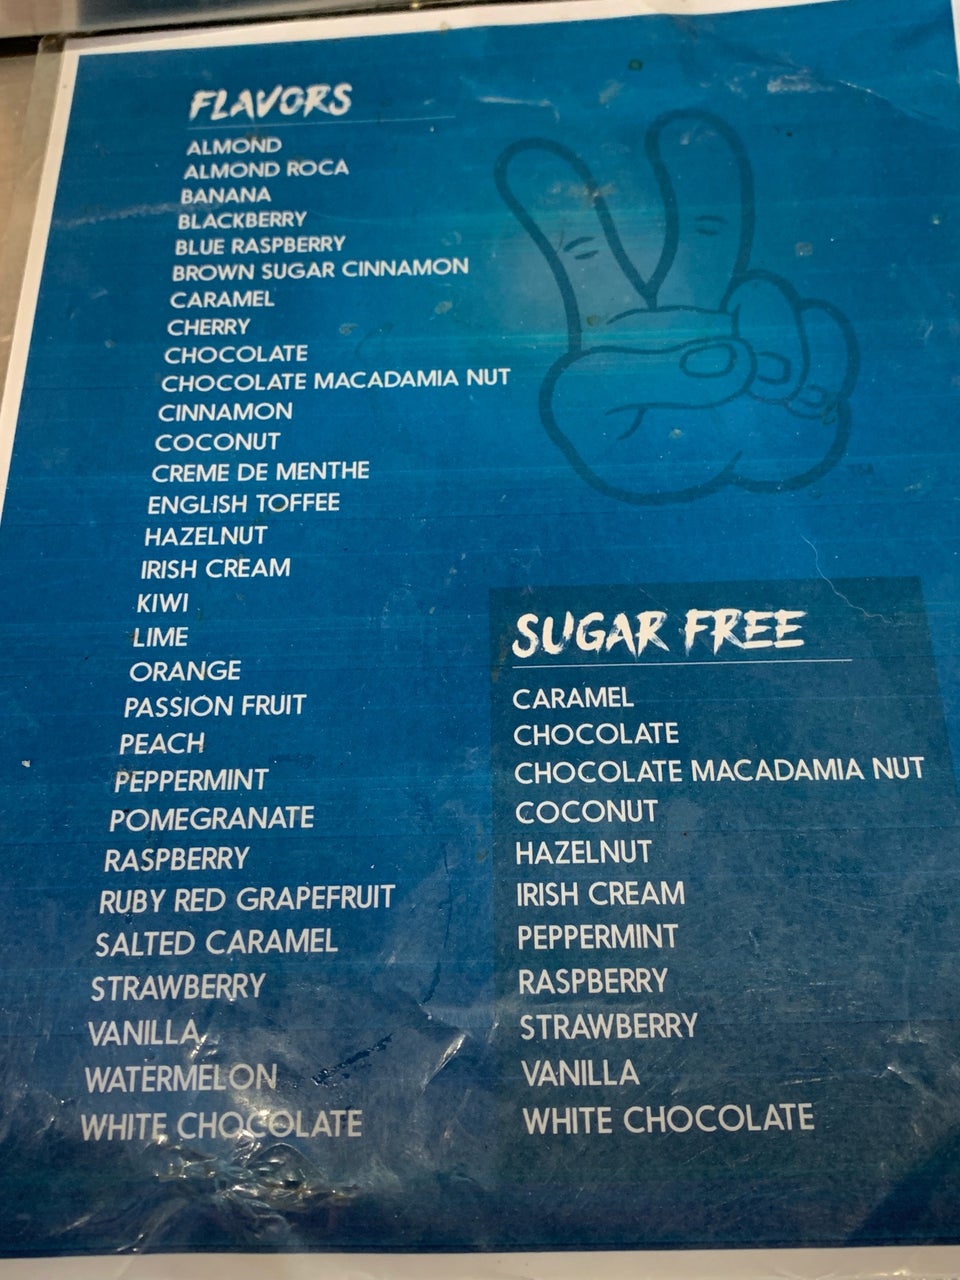 FLAVORS
ALMOND
ALMOND ROCA
BANANA
BLACKBERRY
BLUE RASPBERRY
BROWN SUGAR CINNAMON
CARAMEL
CHERRY
CHOCOLATE
CHOCOLATE MACADAMIA NUT
CINNAMON
COCONUT
CREME DE MENTHE
ENGLISH TOFFEE
HAZELNUT
IRISH CREAM
KIWI
LIME
ORANGE
PASSION FRUIT
PEACH
PEPPERMINT
POMEGRANATE
RASPBERRY
RUBY RED GRAPEFRUIT
SALTED CARAMEL
STRAWBERRY
VANILLA
WATERMELON
WHITE CHOCOLATE
TM
SUGAR FREE
CARAMEL
CHOCOLATE
CHOCOLATE MACADAMIA NUT
COCONUT
HAZELNUT
IRISH CREAM
PEPPERMINT
RASPBERRY
STRAWBERRY
VANILLA
WHITE CHOCOLATE